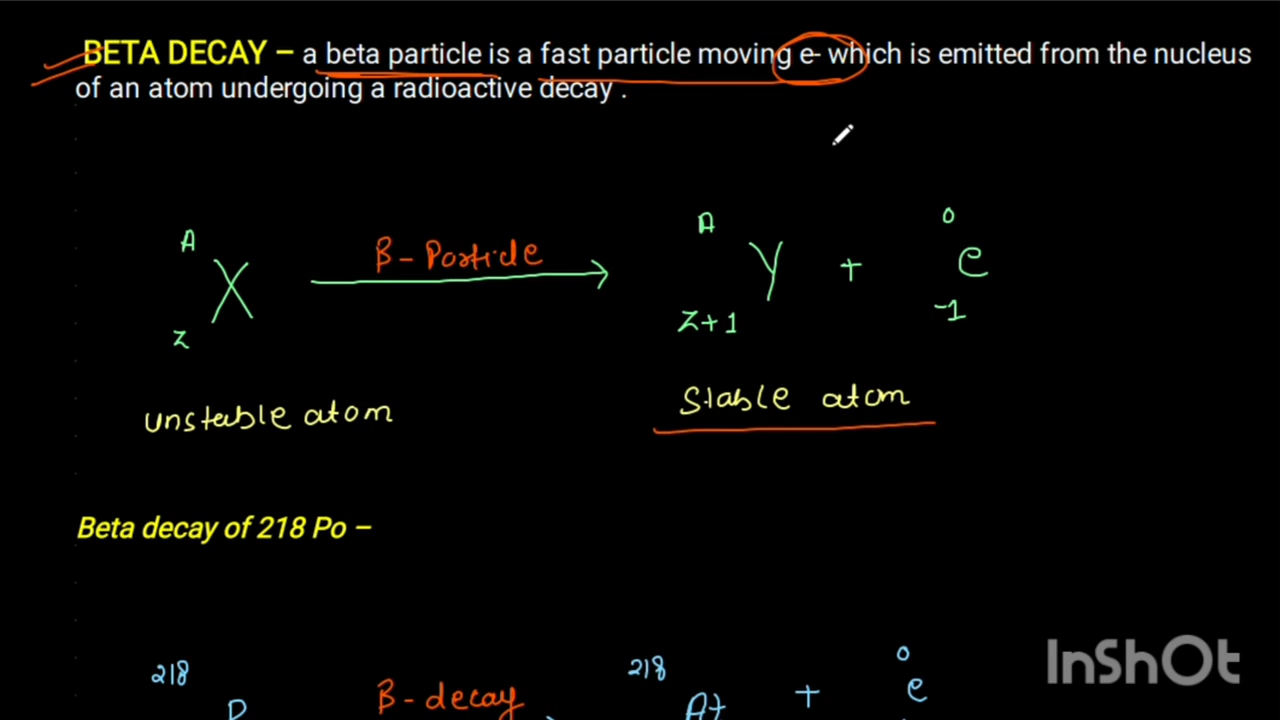 BETA DECAY – a beta particle is a fast particle moving e- which is emitted from the nucleus
of an atom undergoing a radioactive decay .
A X Z
β - Particle
A Y Z+1 + 0 e -1
unstable atom
Stable atom
Beta decay of 218 Po –
218 P
β - decay
218 At + 0 e
InShOt